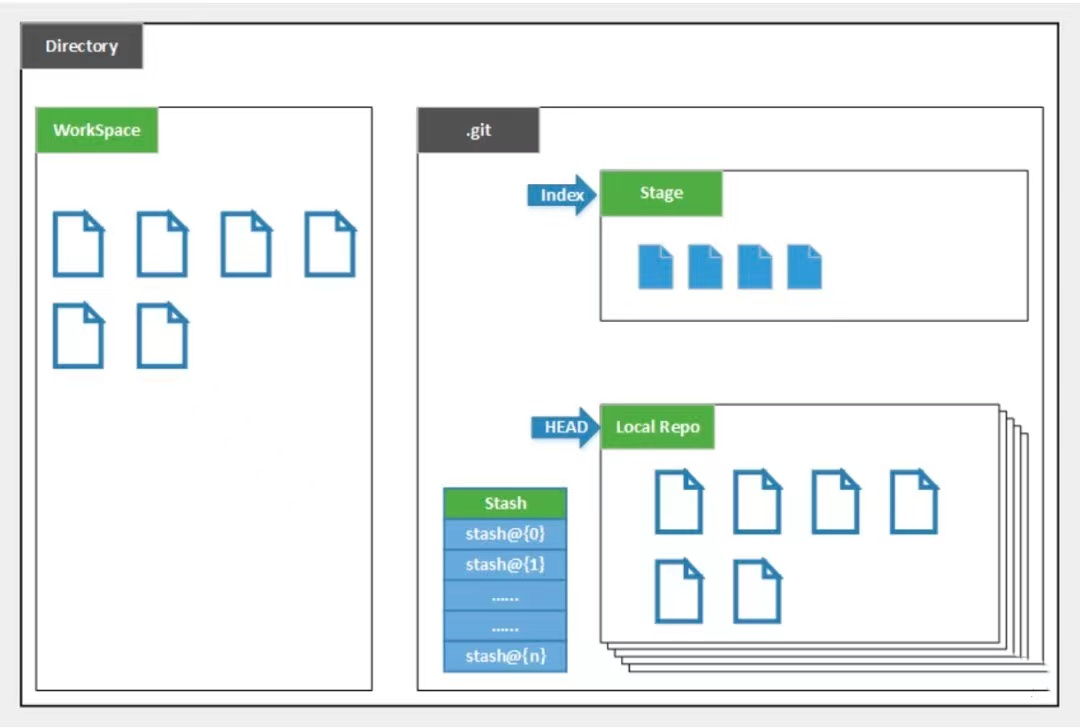 Directory
WorkSpace
.git
Index
Stage
HEAD
Local Repo
Stash
stash@{0}
stash@{1}
......
......
stash@{n}